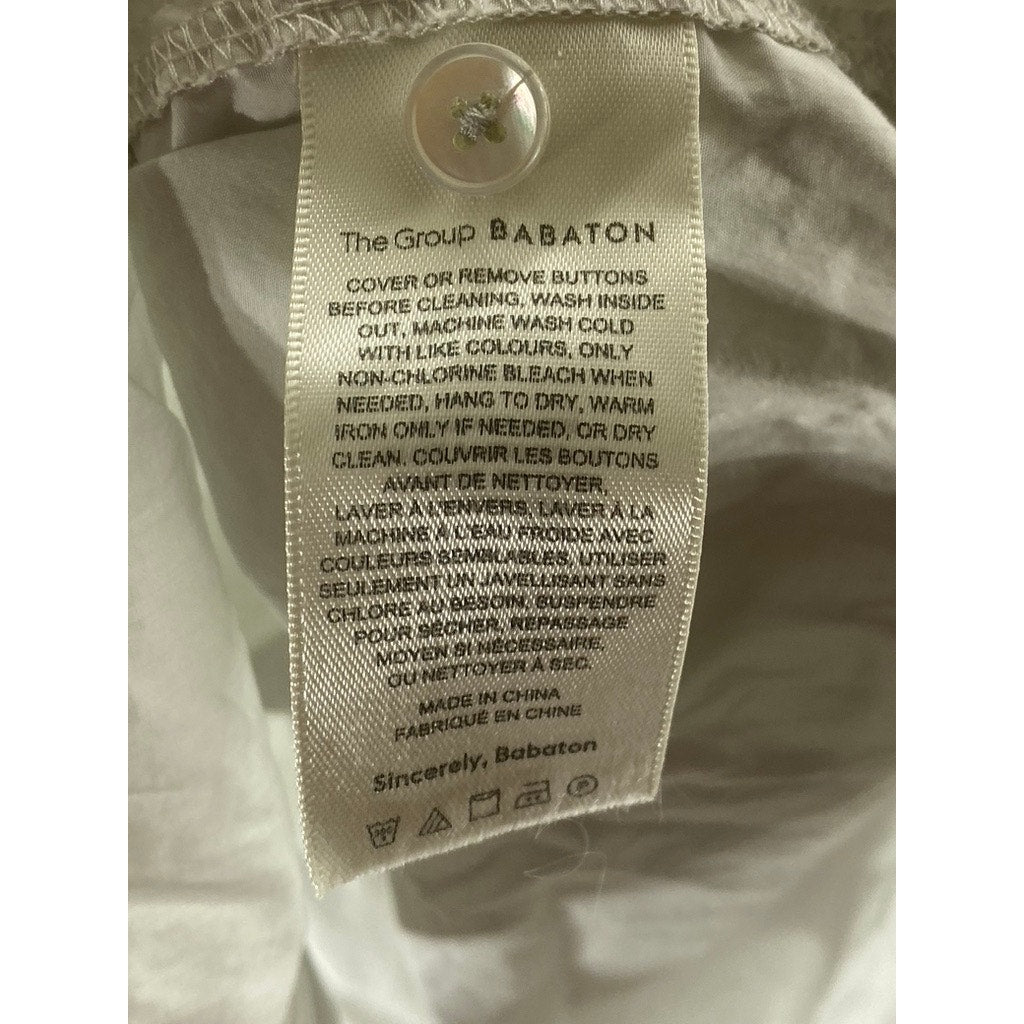 The Group BABATON
COVER OR REMOVE BUTTONS
BEFORE CLEANING, WASH INSIDE
OUT, MACHINE WASH COLD
WITH LIKE COLOURS, ONLY
NON-CHLORINE BLEACH WHEN
NEEDED, HANG TO DRY, WARM
IRON ONLY IF NEEDED, OR DRY
CLEAN. COUVRIR LES BOUTONS
AVANT DE NETTOYER,
LAVER À L'ENVERS, LAVER À LA
MACHINE À L'EAU FROIDE AVEC
COULEURS SEMBLABLES, UTILISER
SEULEMENT UN JAVELLISANT SANS
CHLORE AU BESOIN, SUSPENDRE
POUR SÉCHER, REPASSAGE
MOYEN SI NÉCESSAIRE,
OU NETTOYER À SEC.
MADE IN CHINA
FABRIQUÉ EN CHINE
Sincerely, Babaton
P